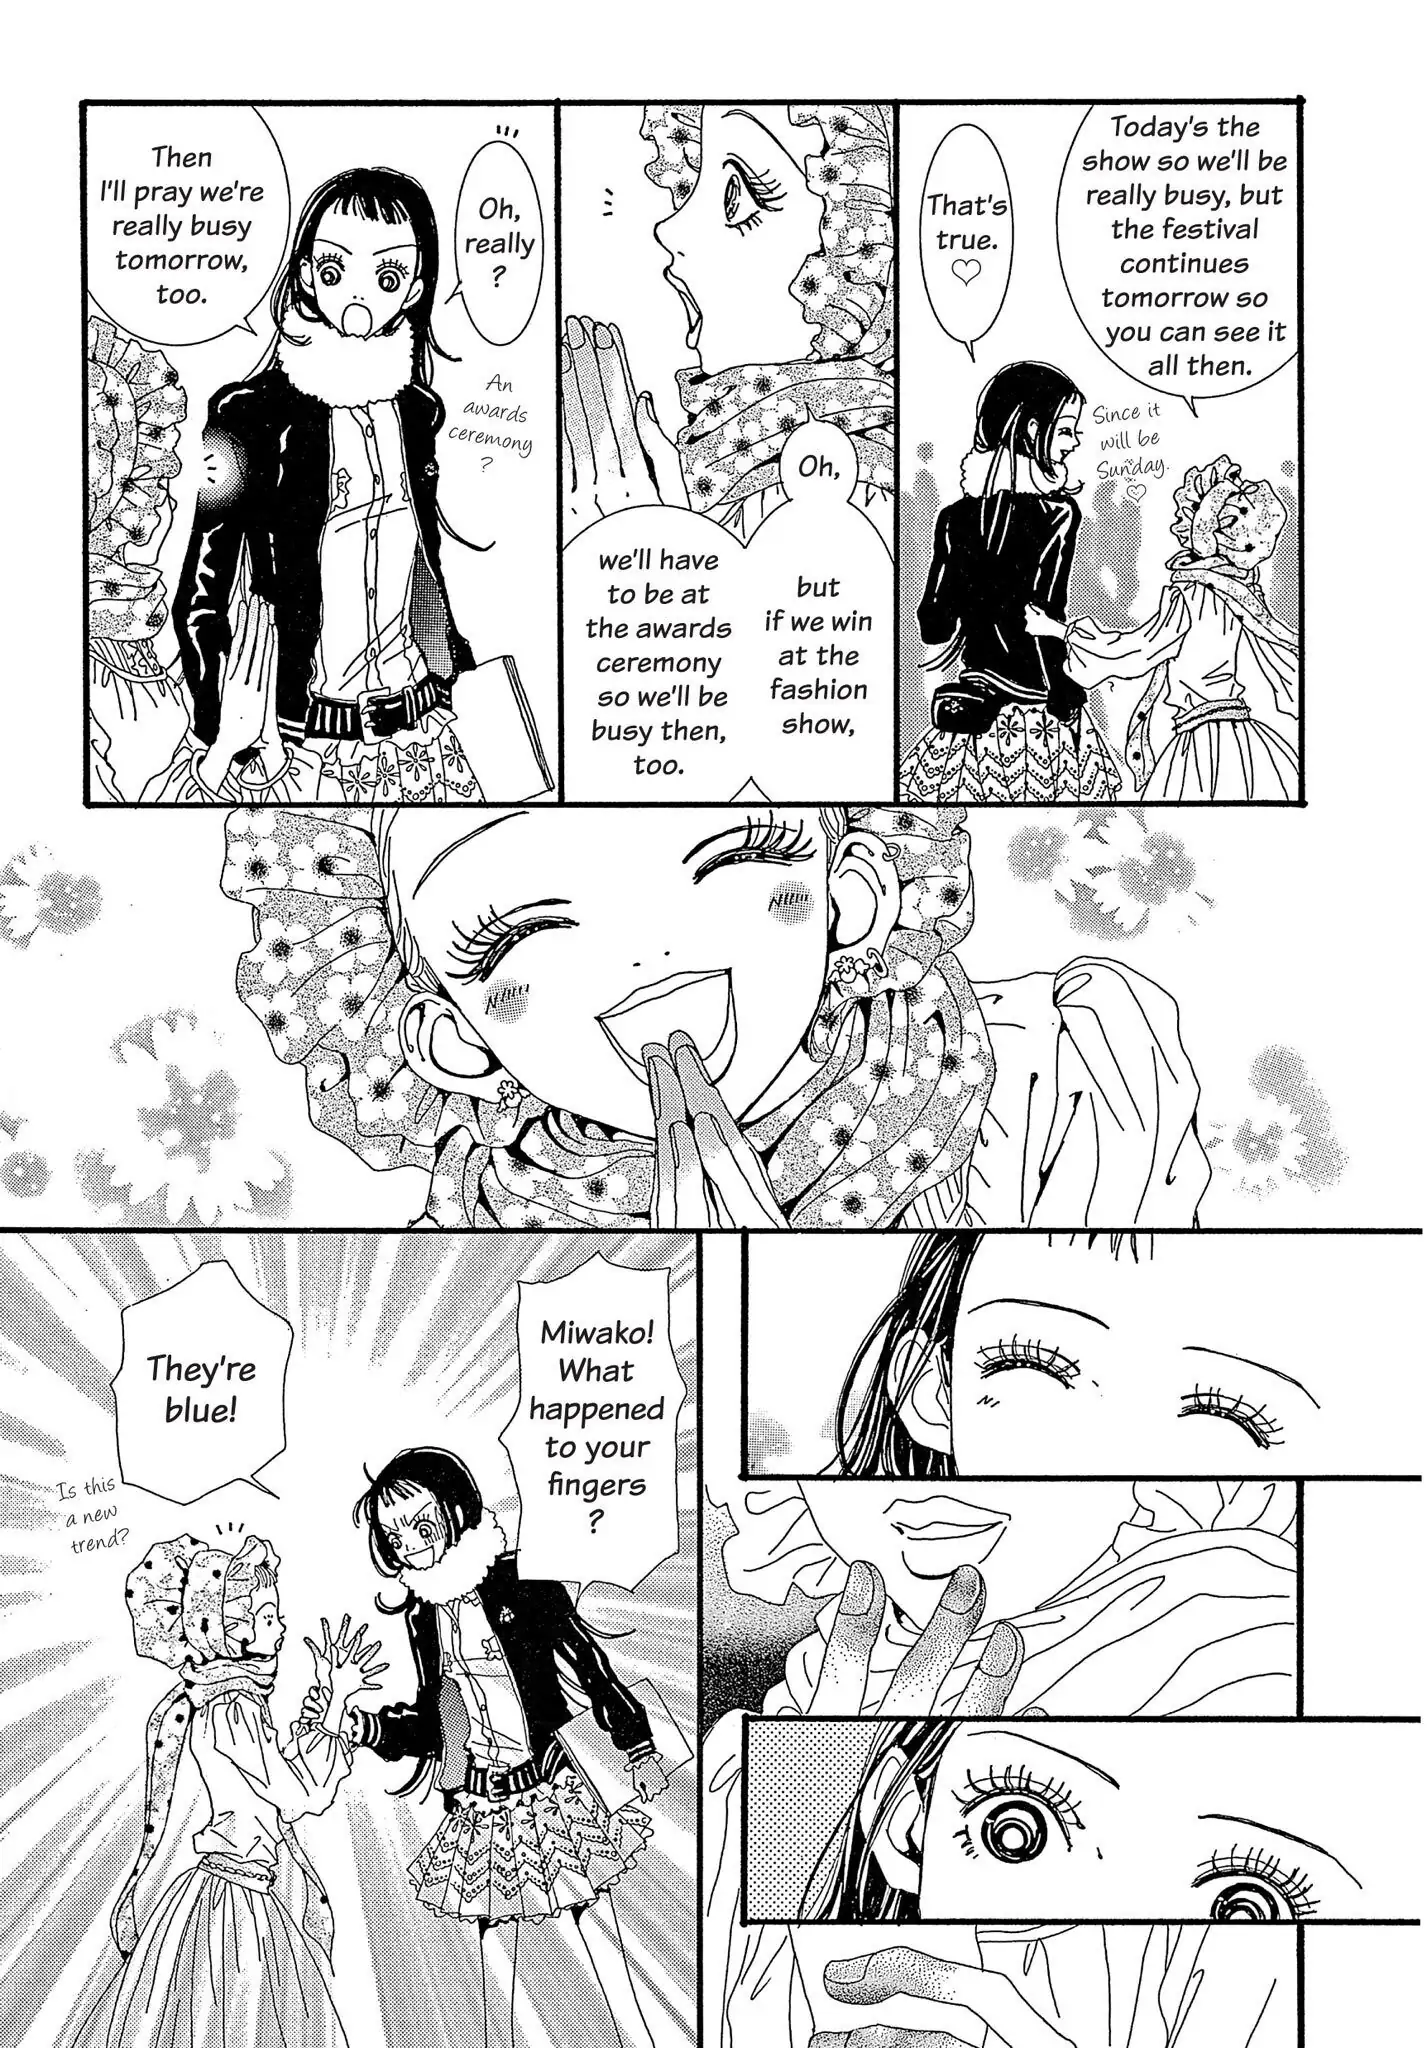 Today's the
show so we'll be
really busy, but
the festival
continues
tomorrow so
you can see it
all then.
Since it
will be
Sunday.
♡
That's
true.
♡
Oh,
but
if we win
at the
fashion
show,
we'll have
to be at
the awards
ceremony
so we'll be
busy then,
too.
Oh,
really
?
An
awards
ceremony
?
Then
I'll pray we're
really busy
tomorrow,
too.
Miwako!
What
happened
to your
fingers
?
They're
blue!
Is this
a new
trend?